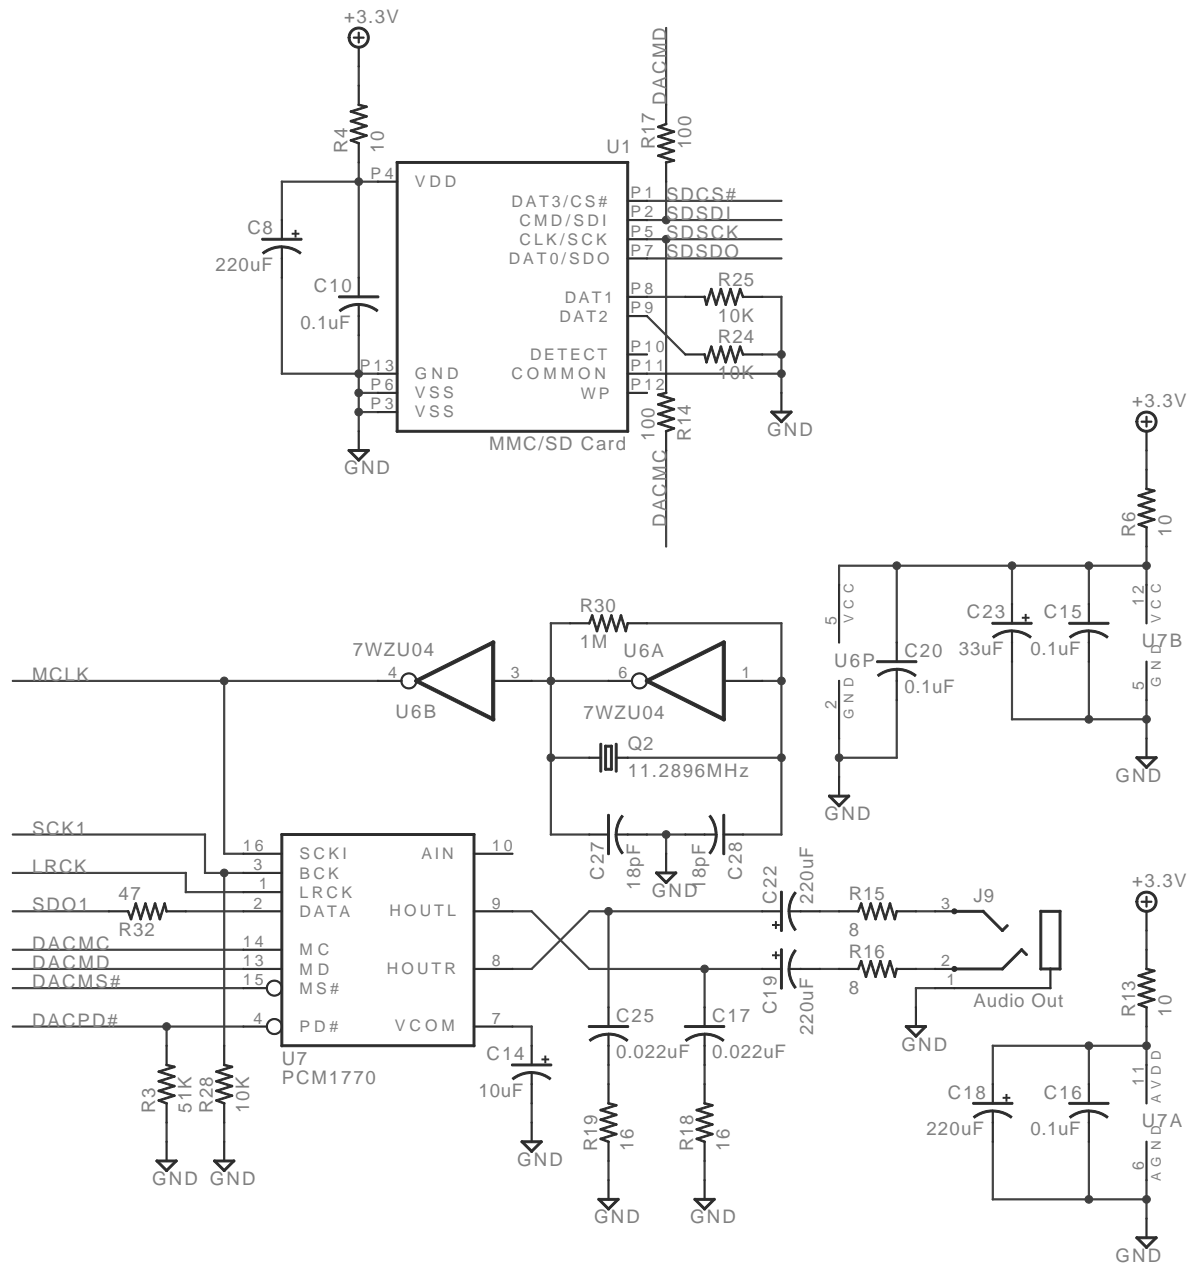 +3.3V
R4
10
DACMD
R17
100
U1
P4
VDD
DAT3/CS#
P1
SDCS#
CMD/SDI
P2
SDSDI
CLK/SCK
P5
SDSCK
DAT0/SDO
P7
SDSDO
C8
220uF
C10
0.1uF
DAT1
P8
R25
10K
DAT2
P9
R24
10K
DETECT
P10
P13
GND
COMMON
P11
P6
VSS
WP
P12
P3
VSS
100
R14
GND
GND
MMC/SD Card
DACMC
+3.3V
R6
10
R30
1M
7WZU04
U6A
MCLK
4
3
6
1
U6B
7WZU04
Q2
11.2896MHz
5
VCC
U6P
2
GND
C20
0.1uF
C23
33uF
C15
0.1uF
12
VCC
U7B
5
GND
GND
GND
C27
18pF
18pF
C28
GND
SCK1
16
SCKI
AIN
10
LRCK
3
BCK
1
LRCK
SDO1
47
R32
2
DATA
HOUTL
9
DACMC
14
MC
DACMD
13
MD
HOUTR
8
DACMS#
15
MS#
DACPD#
4
PD#
VCOM
7
U7
PCM1770
C22
220uF
R15
8
3
J9
C19
220uF
R16
8
2
1
Audio Out
GND
+3.3V
R13
10
C14
10uF
C25
0.022uF
C17
0.022uF
R3
51K
R28
10K
R19
16
R18
16
GND
GND
GND
GND
GND
C18
220uF
C16
0.1uF
11
AVDD
U7A
6
AGND
GND